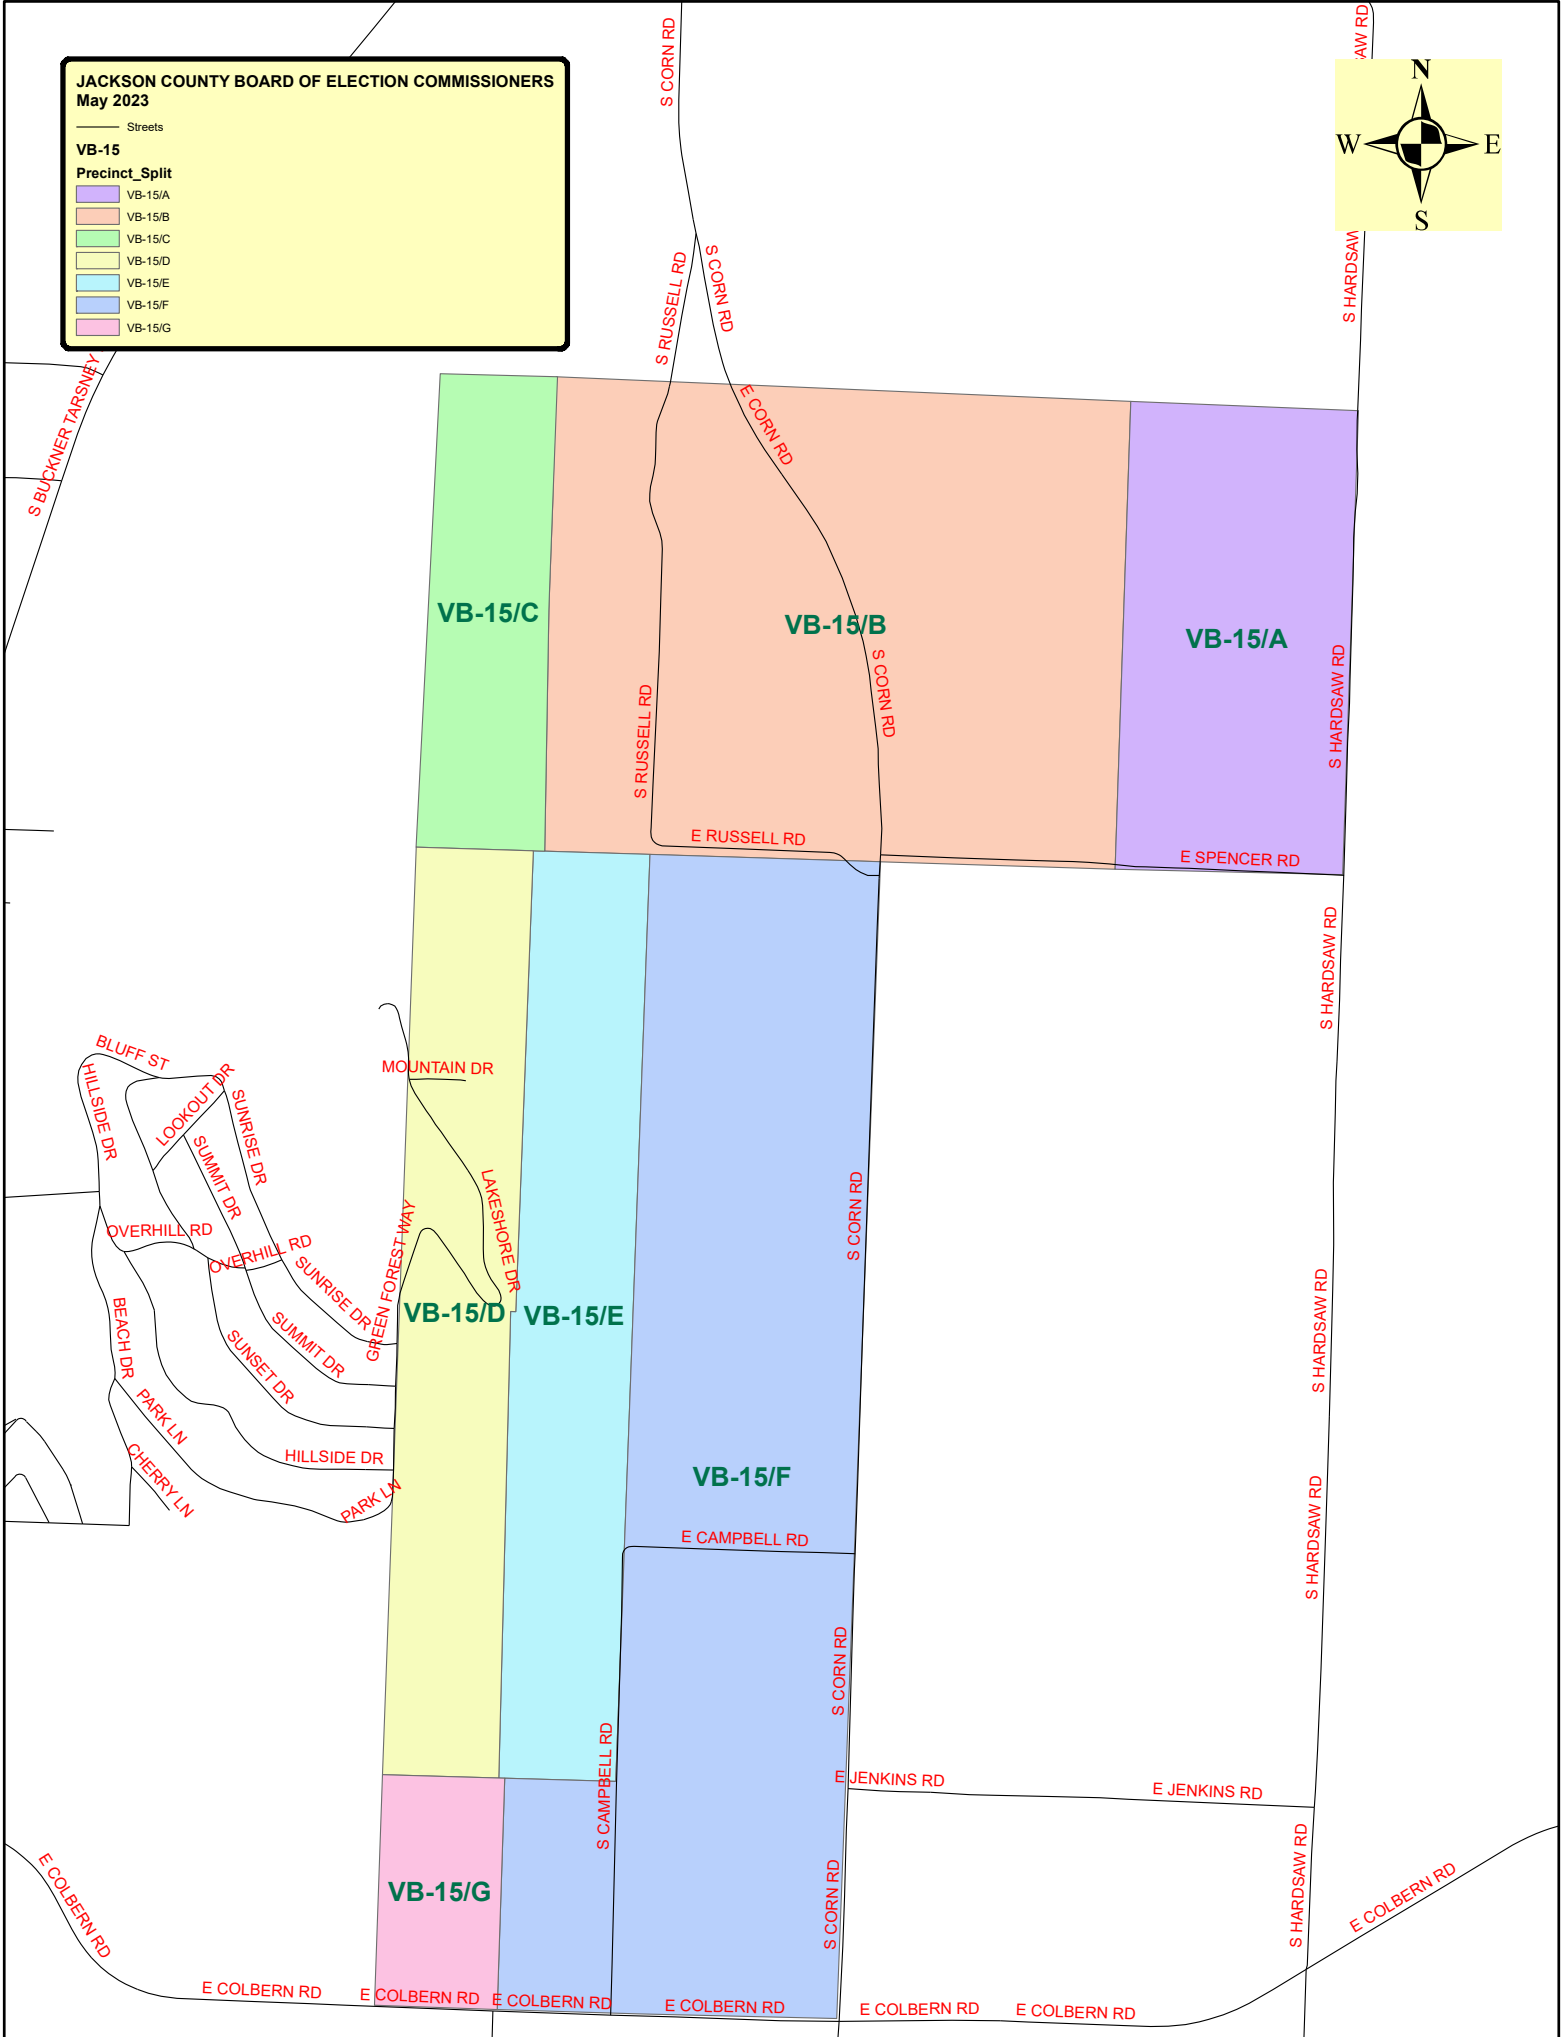 JACKSON COUNTY BOARD OF ELECTION COMMISSIONERS
May 2023
Streets
VB-15
Precinct_Split
VB-15/A
VB-15/B
VB-15/C
VB-15/D
VB-15/E
VB-15/F
VB-15/G
N
W
E
S
S CORN RD
S HARDSAW
S RUSSELL RD
S CORN RD
S BUCKNER TARSNEY
E CORN RD
VB-15/C
VB-15/B
VB-15/A
S CORN RD
S HARDSAW RD
S RUSSELL RD
E RUSSELL RD
E SPENCER RD
S HARDSAW RD
BLUFF ST
HILLSIDE DR
LOOKOUT DR
SUNRISE DR
SUMMIT DR
MOUNTAIN DR
LAKESHORE DR
GREEN FOREST WAY
S CORN RD
OVERHILL RD
OVERHILL RD
SUNRISE DR
S HARDSAW RD
BEACH DR
SUMMIT DR
SUNSET DR
VB-15/D
VB-15/E
PARK LN
CHERRY LN
HILLSIDE DR
PARK LN
VB-15/F
S HARDSAW RD
E CAMPBELL RD
S CORN RD
S CAMPBELL RD
E JENKINS RD
E JENKINS RD
S HARDSAW RD
VB-15/G
S CORN RD
E COLBERN RD
E COLBERN RD
E COLBERN RD
E COLBERN RD
E COLBERN RD
E COLBERN RD
E COLBERN RD
E COLBERN RD